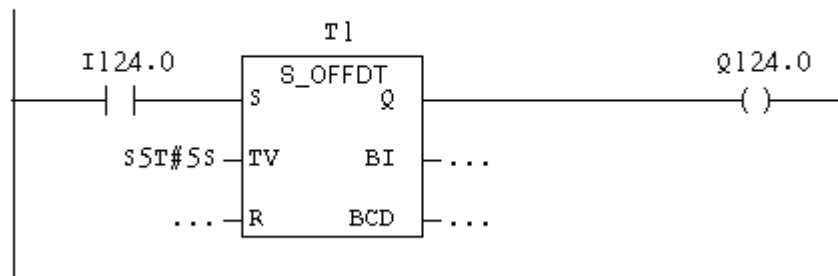 T1
I124.0
S_OFFDT
Q124.0
S
Q
S5T#5S
TV
BI
...
...
R
BCD
...